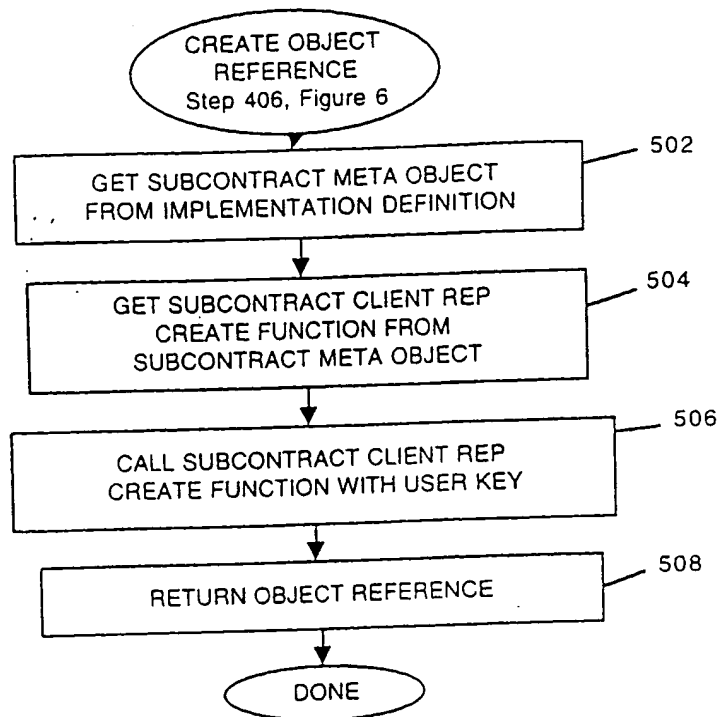 CREATE OBJECT
REFERENCE
Step 406, Figure 6
502
GET SUBCONTRACT META OBJECT
FROM IMPLEMENTATION DEFINITION
504
GET SUBCONTRACT CLIENT REP
CREATE FUNCTION FROM
SUBCONTRACT META OBJECT
506
CALL SUBCONTRACT CLIENT REP
CREATE FUNCTION WITH USER KEY
508
RETURN OBJECT REFERENCE
DONE